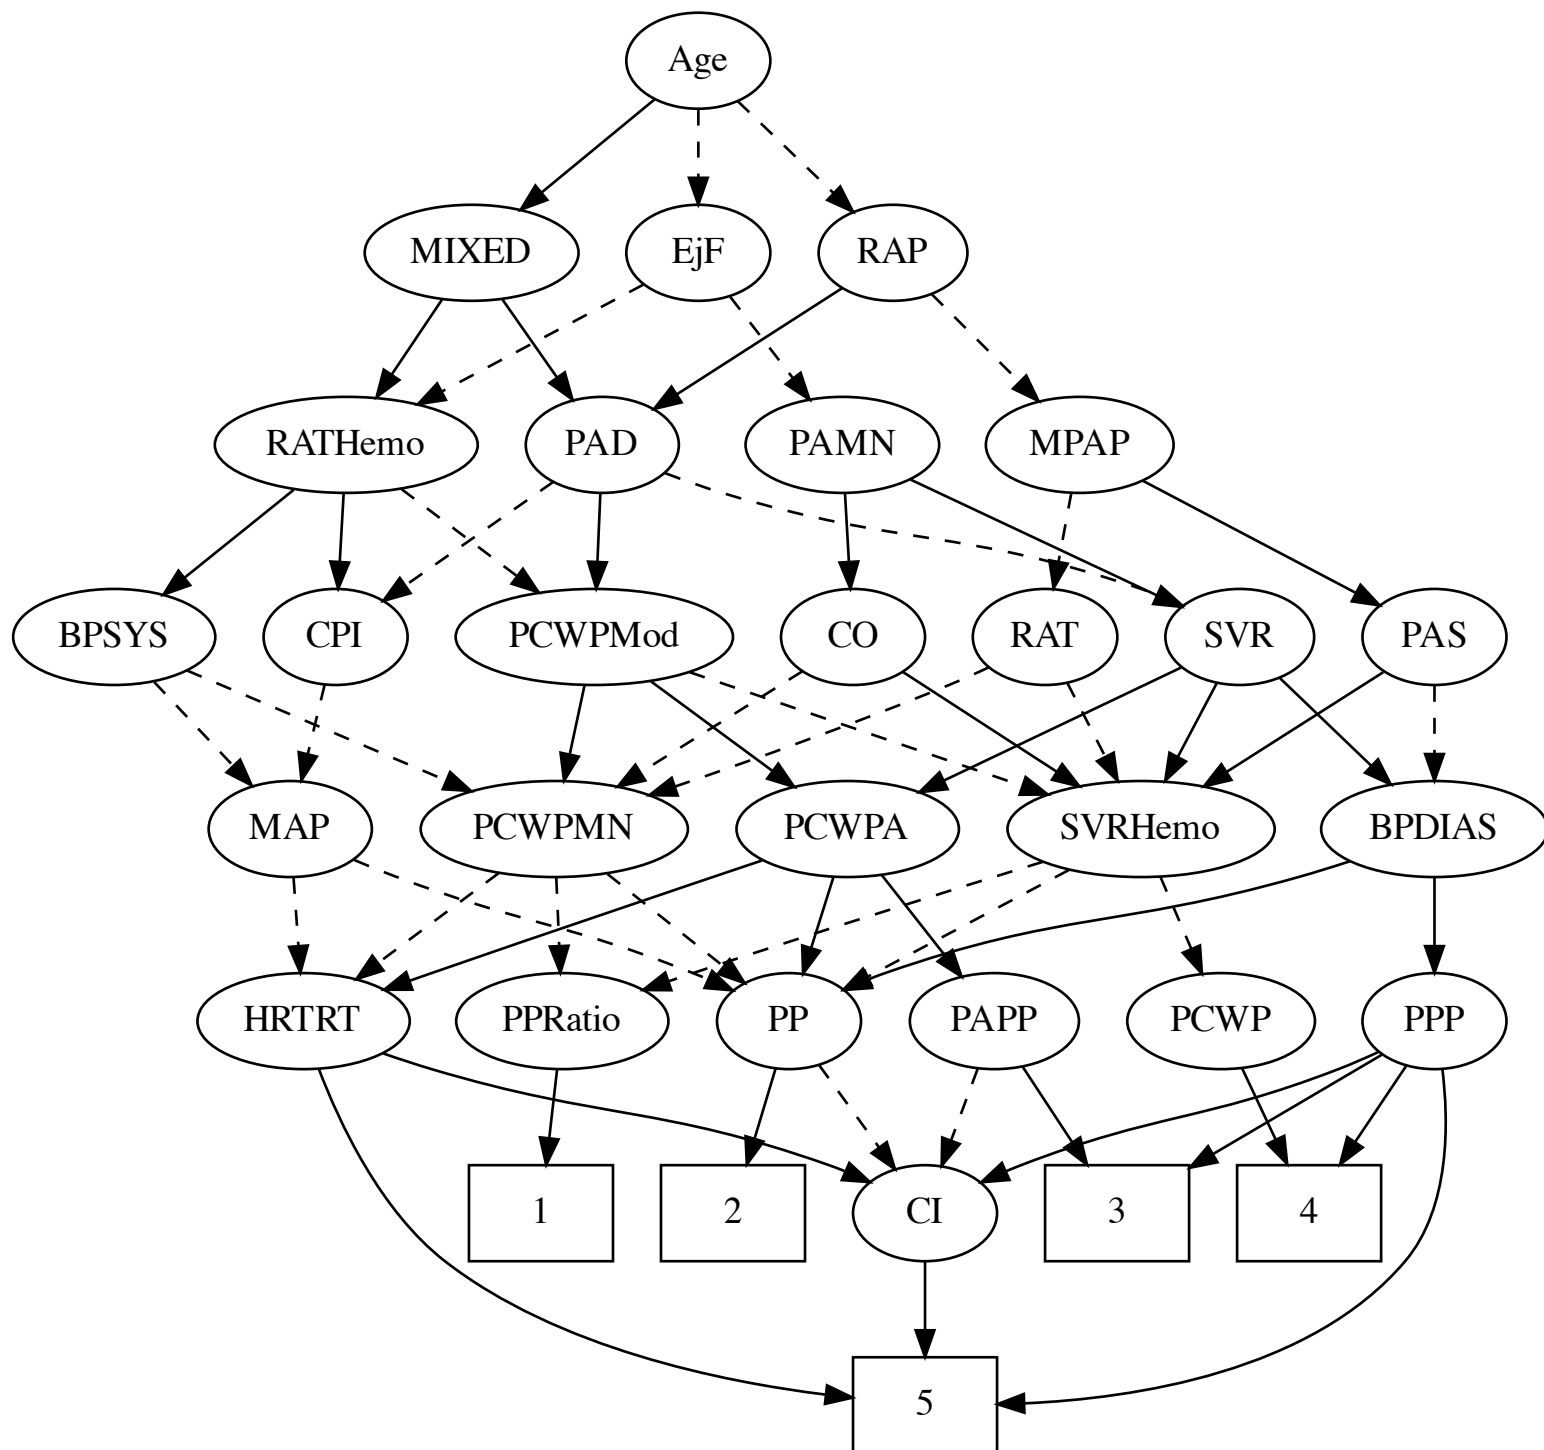 Age
MIXED
EjF
RAP
RATHemo
PAD
PAMN
MPAP
BPSYS
CPI
PCWPMod
CO
RAT
SVR
PAS
MAP
PCWPMN
PCWPA
SVRHemo
BPDIAS
HRTRT
PPRatio
PP
PAPP
PCWP
PPP
1
2
CI
3
4
5